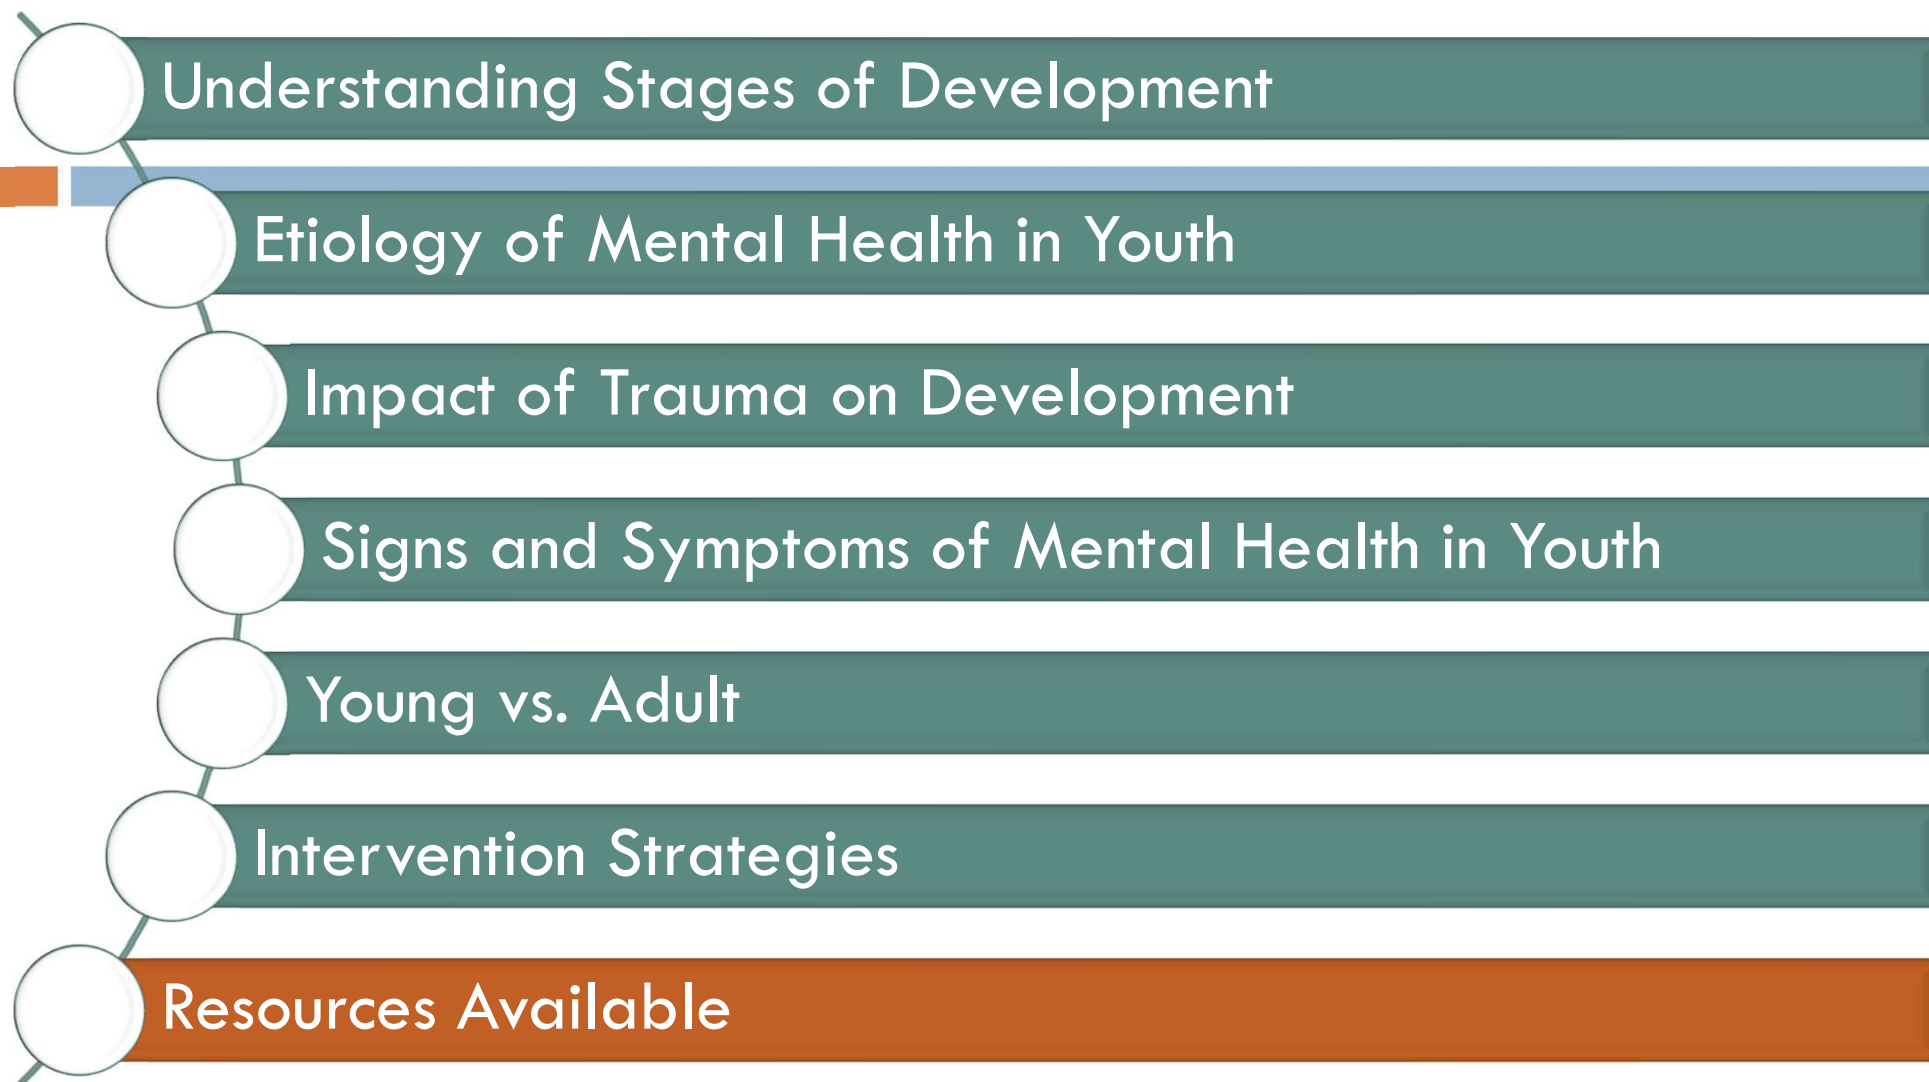 Understanding Stages of Development
Etiology of Mental Health in Youth
Impact of Trauma on Development
Signs and Symptoms of Mental Health in Youth
Young vs. Adult
Intervention Strategies
Resources Available